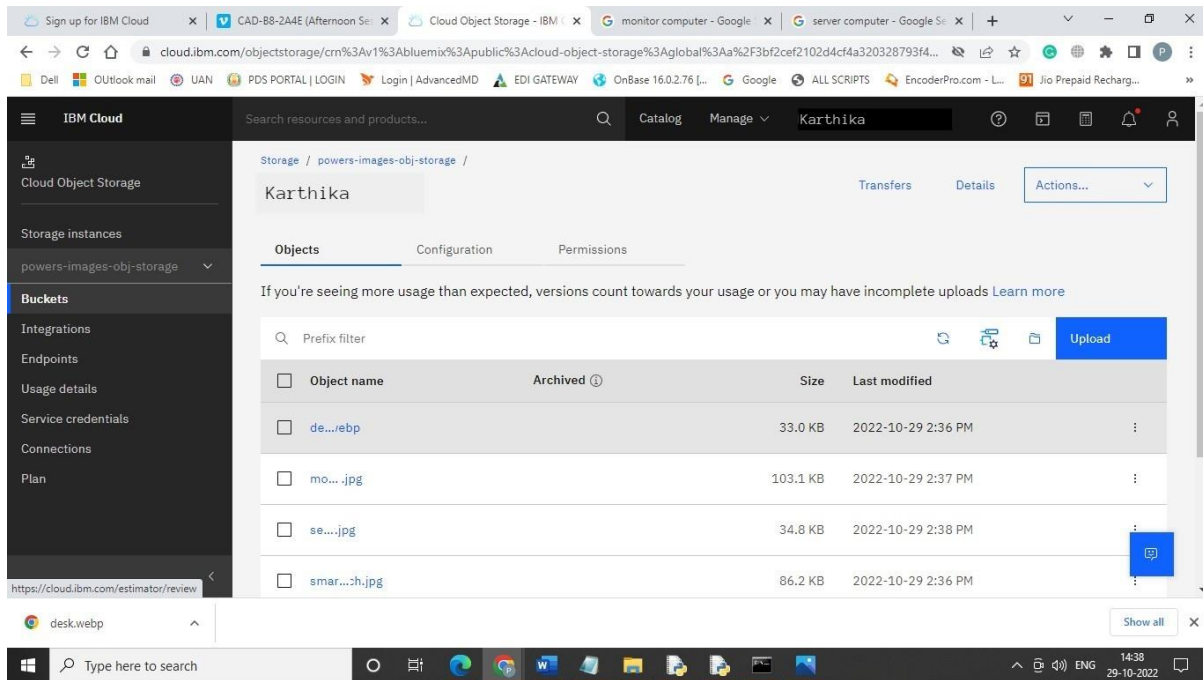 Sign up for IBM Cloud
CAD-B8-2A4E (Afternoon Se
Cloud Object Storage - IBM C
monitor computer - Google
server computer - Google Se
cloud.ibm.com/objectstorage/crn%3Av1%3Abluemix%3Apublic%3Acloud-object-storage%3Aglobal%3Aa%2F3bf2cef2102d4cf4a320328793f4...
P
Dell
OUtlook mail
UAN
PDS PORTAL | LOGIN
Login | AdvancedMD
EDI GATEWAY
OnBase 16.0.2.76 [...
Google
ALL SCRIPTS
EncoderPro.com - L...
91
Jio Prepaid Recharg...
»
IBM Cloud
Search resources and products...
Catalog
Manage
Karthika
Cloud Object Storage
Storage instances
powers-images-obj-storage
Buckets
Integrations
Endpoints
Usage details
Service credentials
Connections
Plan
https://cloud.ibm.com/estimator/review
Storage / powers-images-obj-storage /
Karthika
Transfers
Details
Actions...
Objects
Configuration
Permissions
If you're seeing more usage than expected, versions count towards your usage or you may have incomplete uploads Learn more
Prefix filter
Upload
Object name Archived Size Last modified
de...ebp 33.0 KB 2022-10-29 2:36 PM
mo... .jpg 103.1 KB 2022-10-29 2:37 PM
se....jpg 34.8 KB 2022-10-29 2:38 PM
smar...ch.jpg 86.2 KB 2022-10-29 2:36 PM
desk.webp
Show all
Type here to search
ENG
14:38
29-10-2022